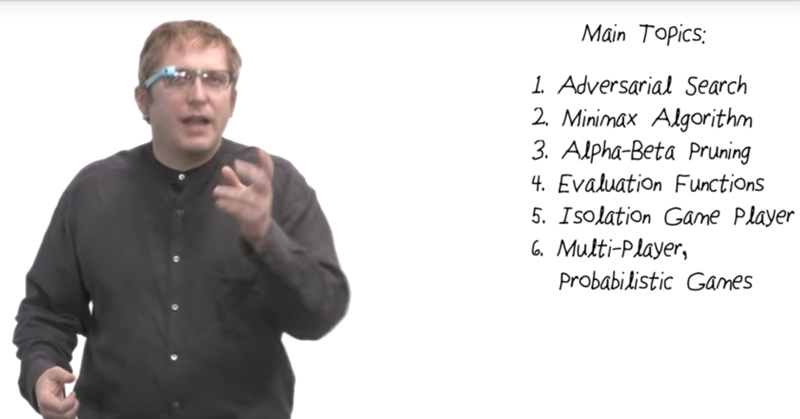 Main Topics:
1. Adversarial Search
2. Minimax Algorithm
3. Alpha-Beta Pruning
4. Evaluation Functions
5. Isolation Game Player
6. Multi-Player,
Probabilistic Games